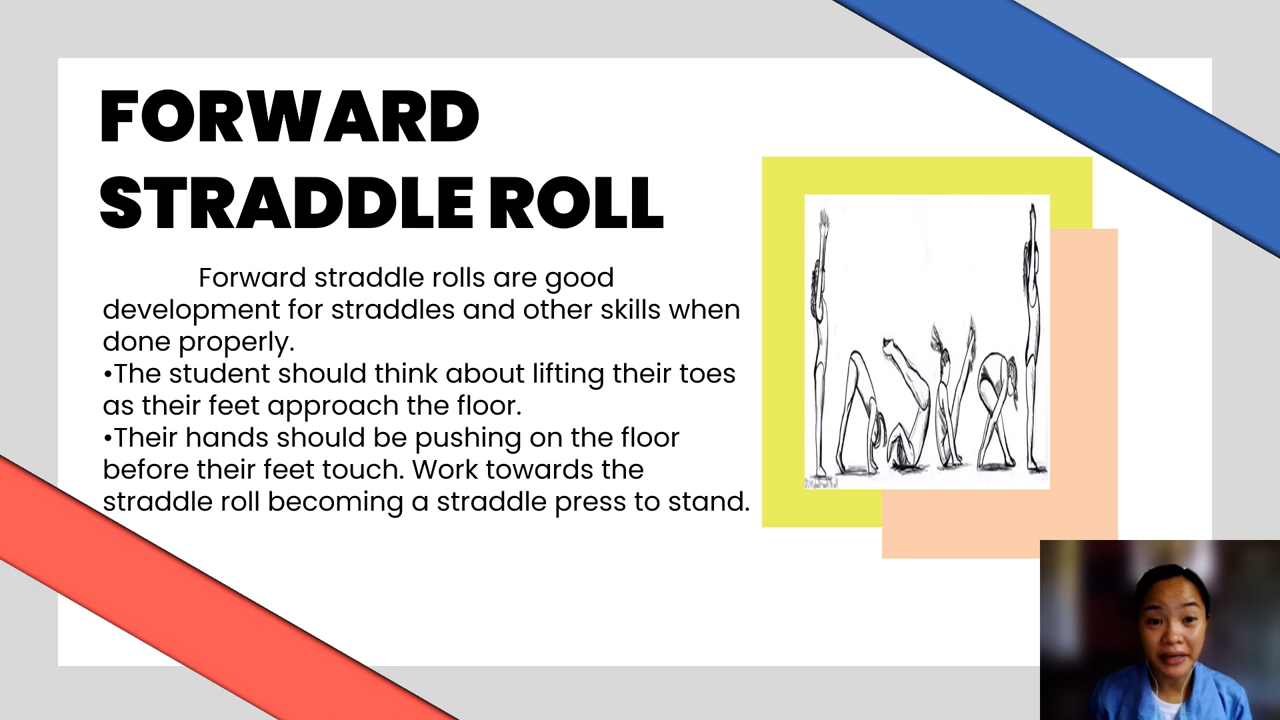 FORWARD
STRADDLE ROLL
Forward straddle rolls are good
development for straddles and other skills when
done properly.
•The student should think about lifting their toes
as their feet approach the floor.
•Their hands should be pushing on the floor
before their feet touch. Work towards the
straddle roll becoming a straddle press to stand.